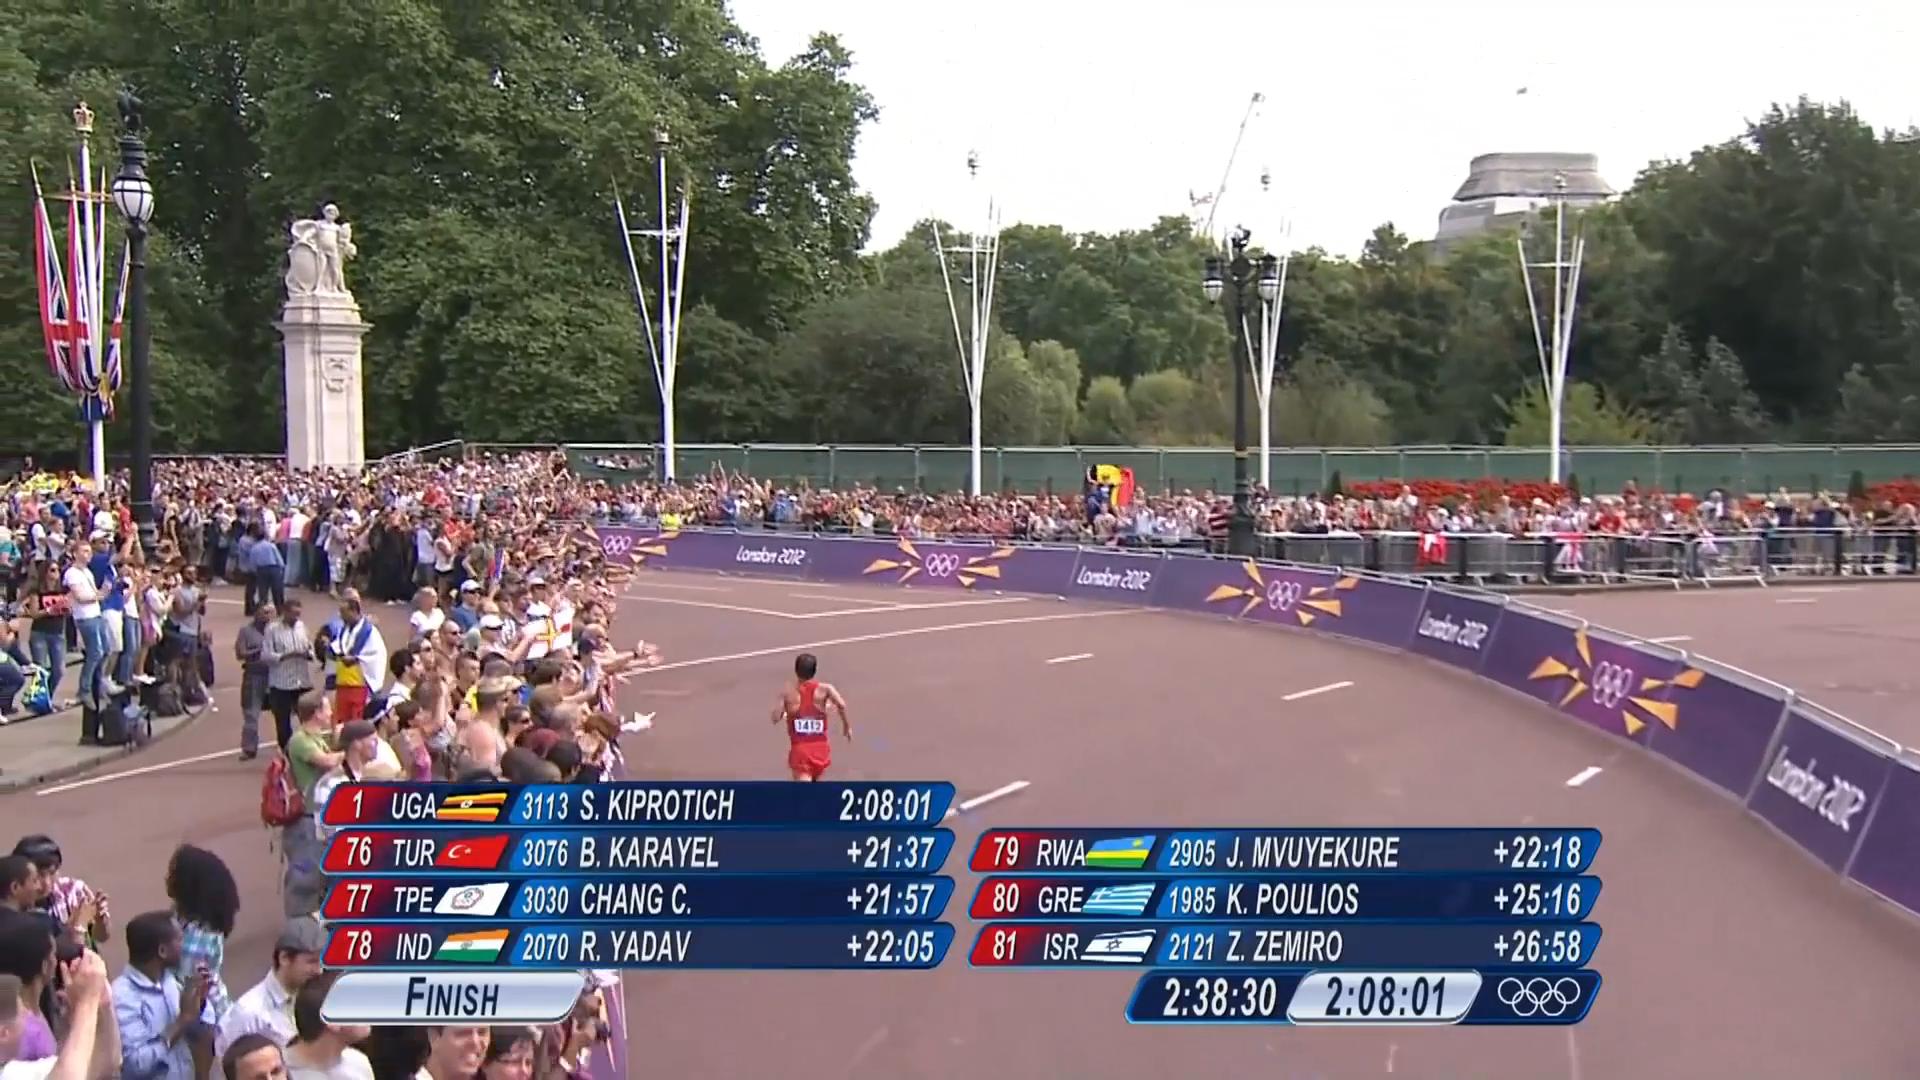 London 2012
London 2012
London 2012
London 2012
1412
1 UGA 3113 S. KIPROTICH 2:08:01
76 TUR 3076 B. KARAYEL +21:37
77 TPE 3030 CHANG C. +21:57
78 IND 2070 R. YADAV +22:05
79 RWA 2905 J. MVUYEKURE +22:18
80 GRE 1985 K. POULIOS +25:16
81 ISR 2121 Z. ZEMIRO +26:58
FINISH
2:38:30 2:08:01